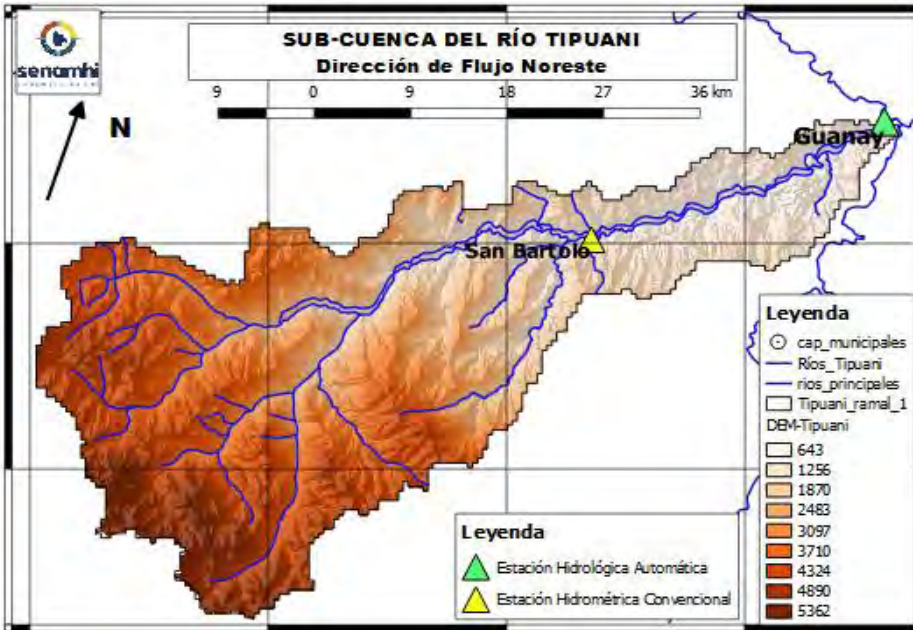 senamhi
SUB-CUENCA DEL RÍO TIPUANI
Dirección de Flujo Noreste
9 0 9 18 27 36 km
N
Guanay
San Bartolo
Leyenda
cap_municipales
Ríos_Tipuani
rios_principales
Tipuani_ramal_1
DEM-Tipuani
643
1256
1870
2483
3097
3710
4324
4890
5362
Leyenda
Estación Hidrológica Automática
Estación Hidrométrica Convencional